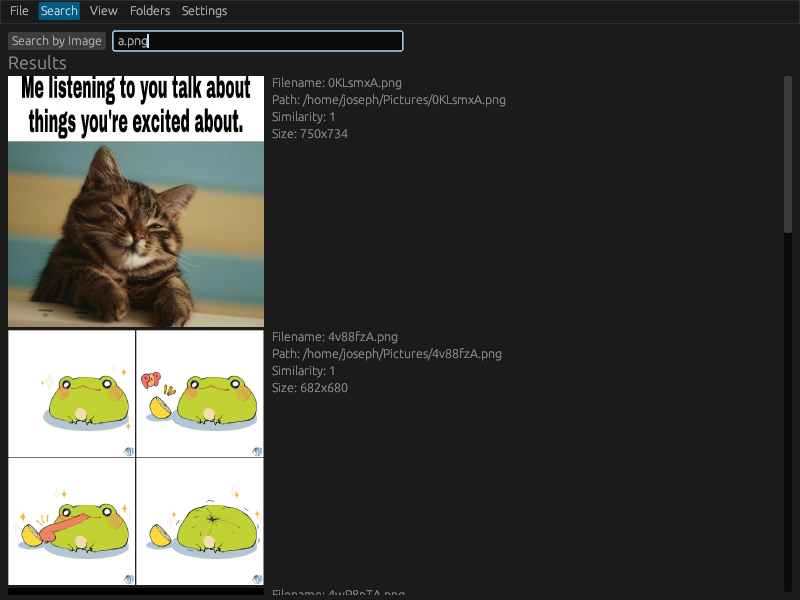 File Search View Folders Settings
Search by Image a.png
Results
Me listening to you talk about
things you're excited about.
Filename: 0KLsmxA.png
Path: /home/joseph/Pictures/0KLsmxA.png
Similarity: 1
Size: 750x734
Filename: 4v88fzA.png
Path: /home/joseph/Pictures/4v88fzA.png
Similarity: 1
Size: 682x680
Filename: 4wP8nTA.png